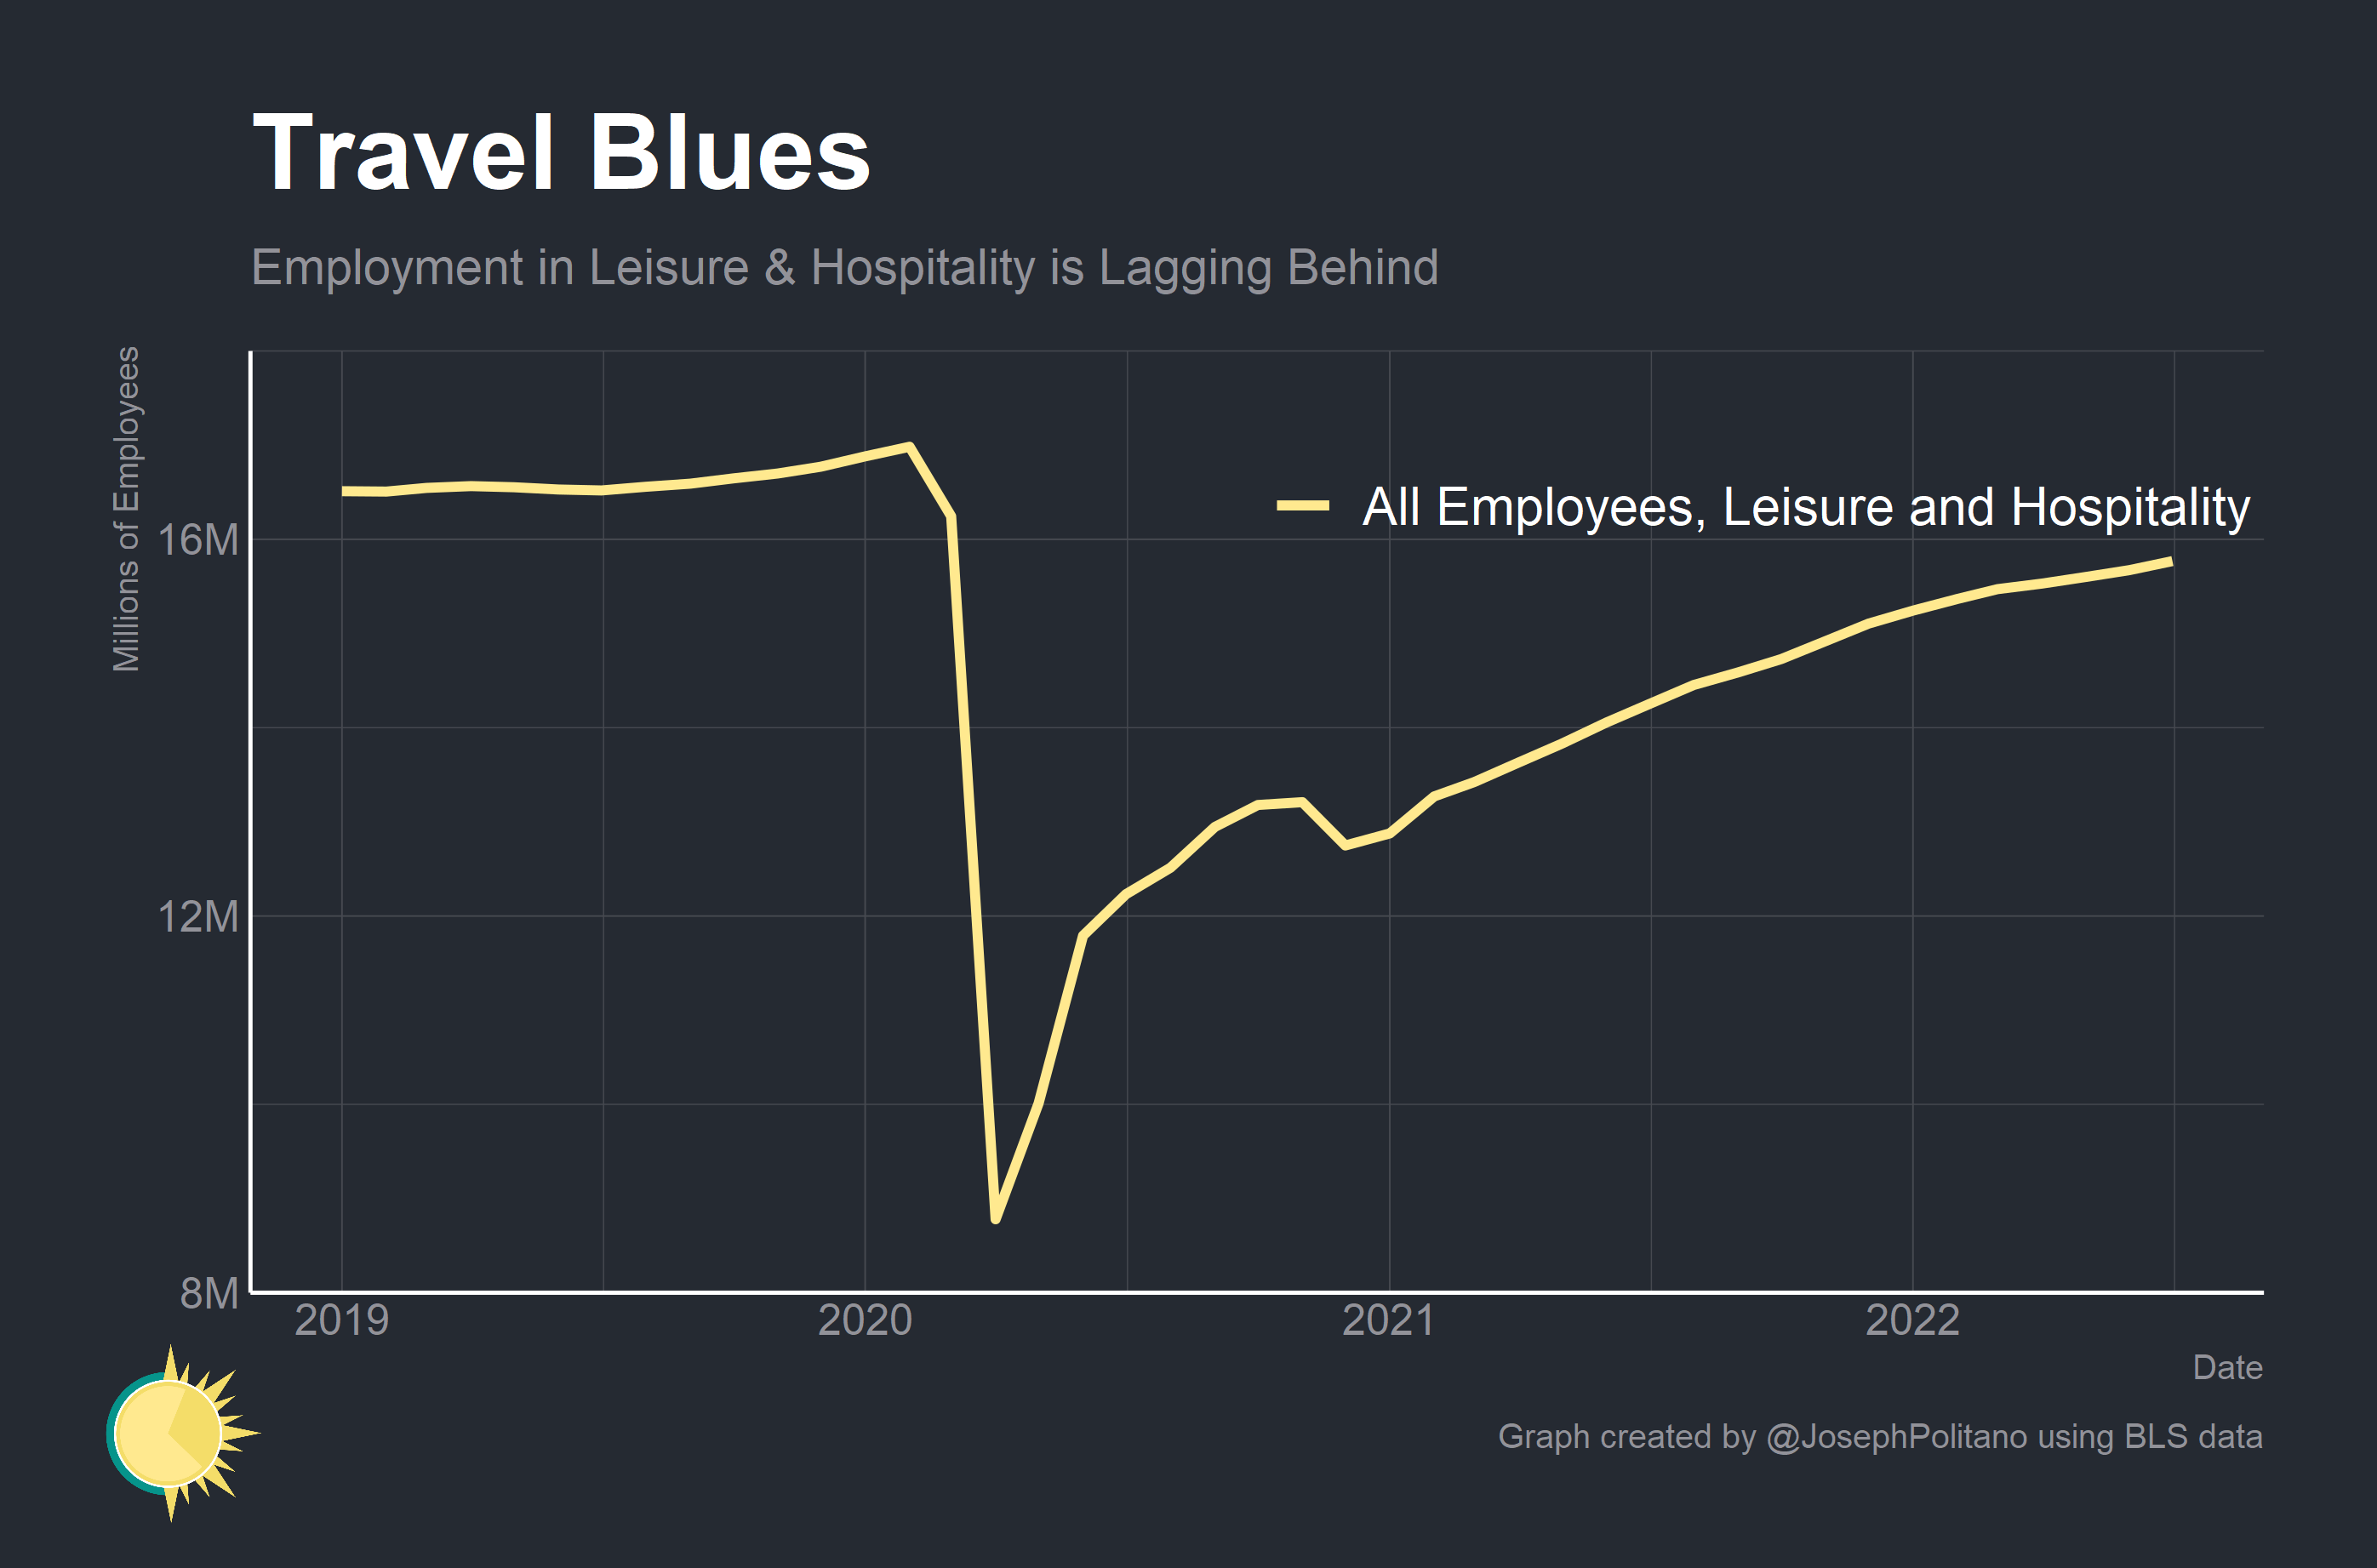 Travel Blues
Employment in Leisure & Hospitality is Lagging Behind
Millions of Employees
All Employees, Leisure and Hospitality
16M
12M
8M
2019
2020
2021
2022
Date
Graph created by @JosephPolitano using BLS data